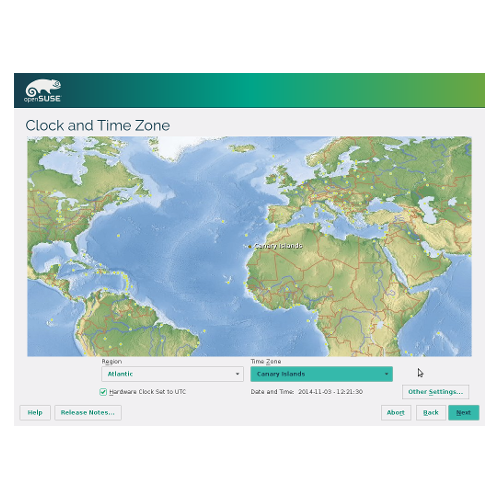 openSUSE
Clock and Time Zone
Canary Islands
Region
Time Zone
Atlantic
Canary Islands
Hardware Clock Set to UTC
Date and Time: 2014-11-03 - 12:21:30
Other Settings...
Help
Release Notes...
Abort
Back
Next